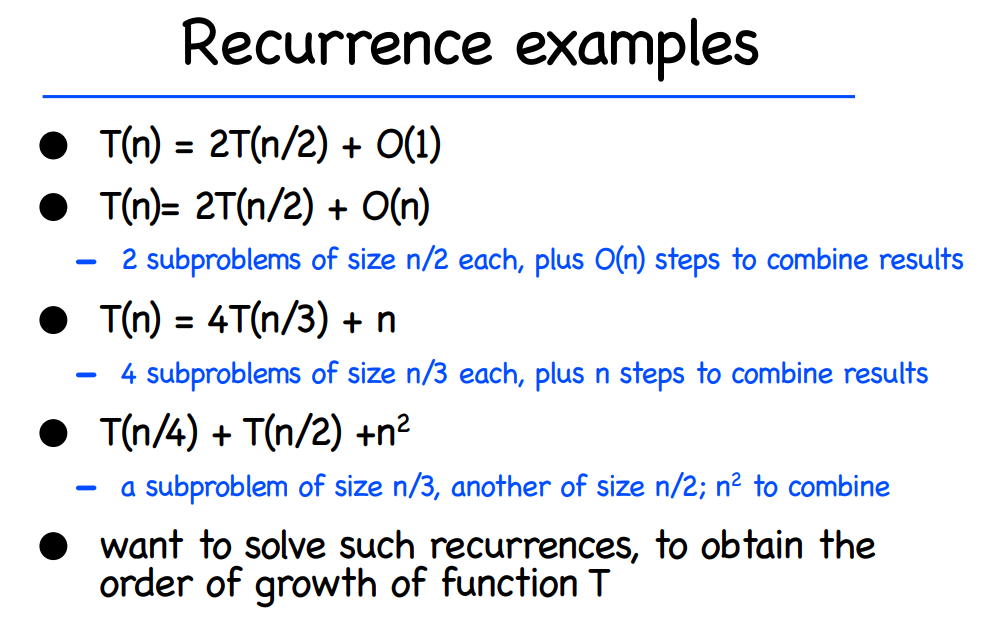 Recurrence examples
● T(n) = 2T(n/2) + O(1)
● T(n)= 2T(n/2) + O(n)
– 2 subproblems of size n/2 each, plus O(n) steps to combine results
● T(n) = 4T(n/3) + n
– 4 subproblems of size n/3 each, plus n steps to combine results
● T(n/4) + T(n/2) +n²
– a subproblem of size n/3, another of size n/2; n² to combine
● want to solve such recurrences, to obtain the
order of growth of function T